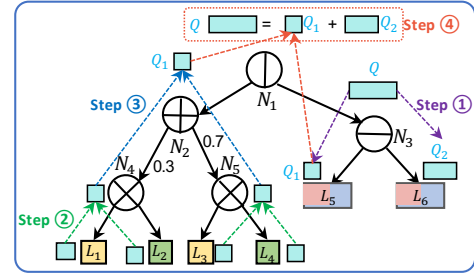 Q = Q₁ + Q₂ Step ④
Q₁ Q
Step ③ N₁ Step ①
N₂ N₃ Q₂
0.7
N₄ 0.3 N₅ Q₁
L₅ L₆
Step ②
L₁ L₂ L₃ L₄